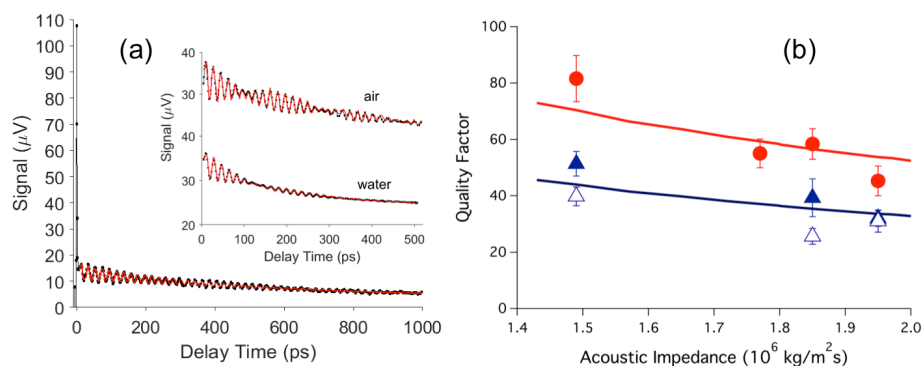 (a)
Signal (µV)
110
100
90
80
70
60
50
40
30
20
10
0
0 200 400 600 800 1000
Delay Time (ps)
Signal (µV)
40
30
30
20
air
water
0 100 200 300 400 500
Delay Time (ps)
(b)
Quality Factor
100
80
60
40
20
0
1.4 1.5 1.6 1.7 1.8 1.9 2.0
Acoustic Impedance (10⁶ kg/m²s)